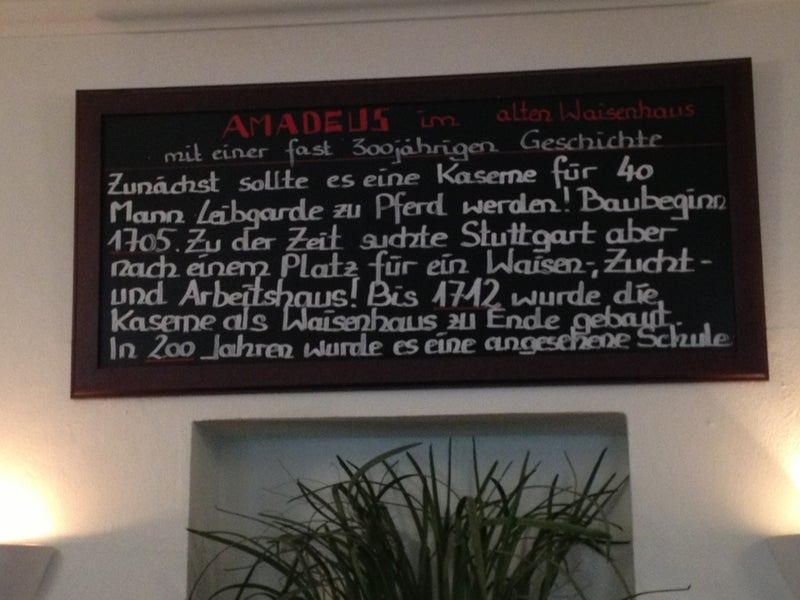 AMADEUS im alten Waisenhaus
mit einer fast 300jährigen Geschichte
Zunächst sollte es eine Kaserne für 40
Mann Leibgarde zu Pferd werden! Baubeginn
1705. Zu der Zeit suchte Stuttgart aber
nach einem Platz für ein Waisen-, Zucht-
und Arbeitshaus! Bis 1712 wurde die
Kaserne als Waisenhaus zu Ende gebaut.
In 200 Jahren wurde es eine angesehene Schule